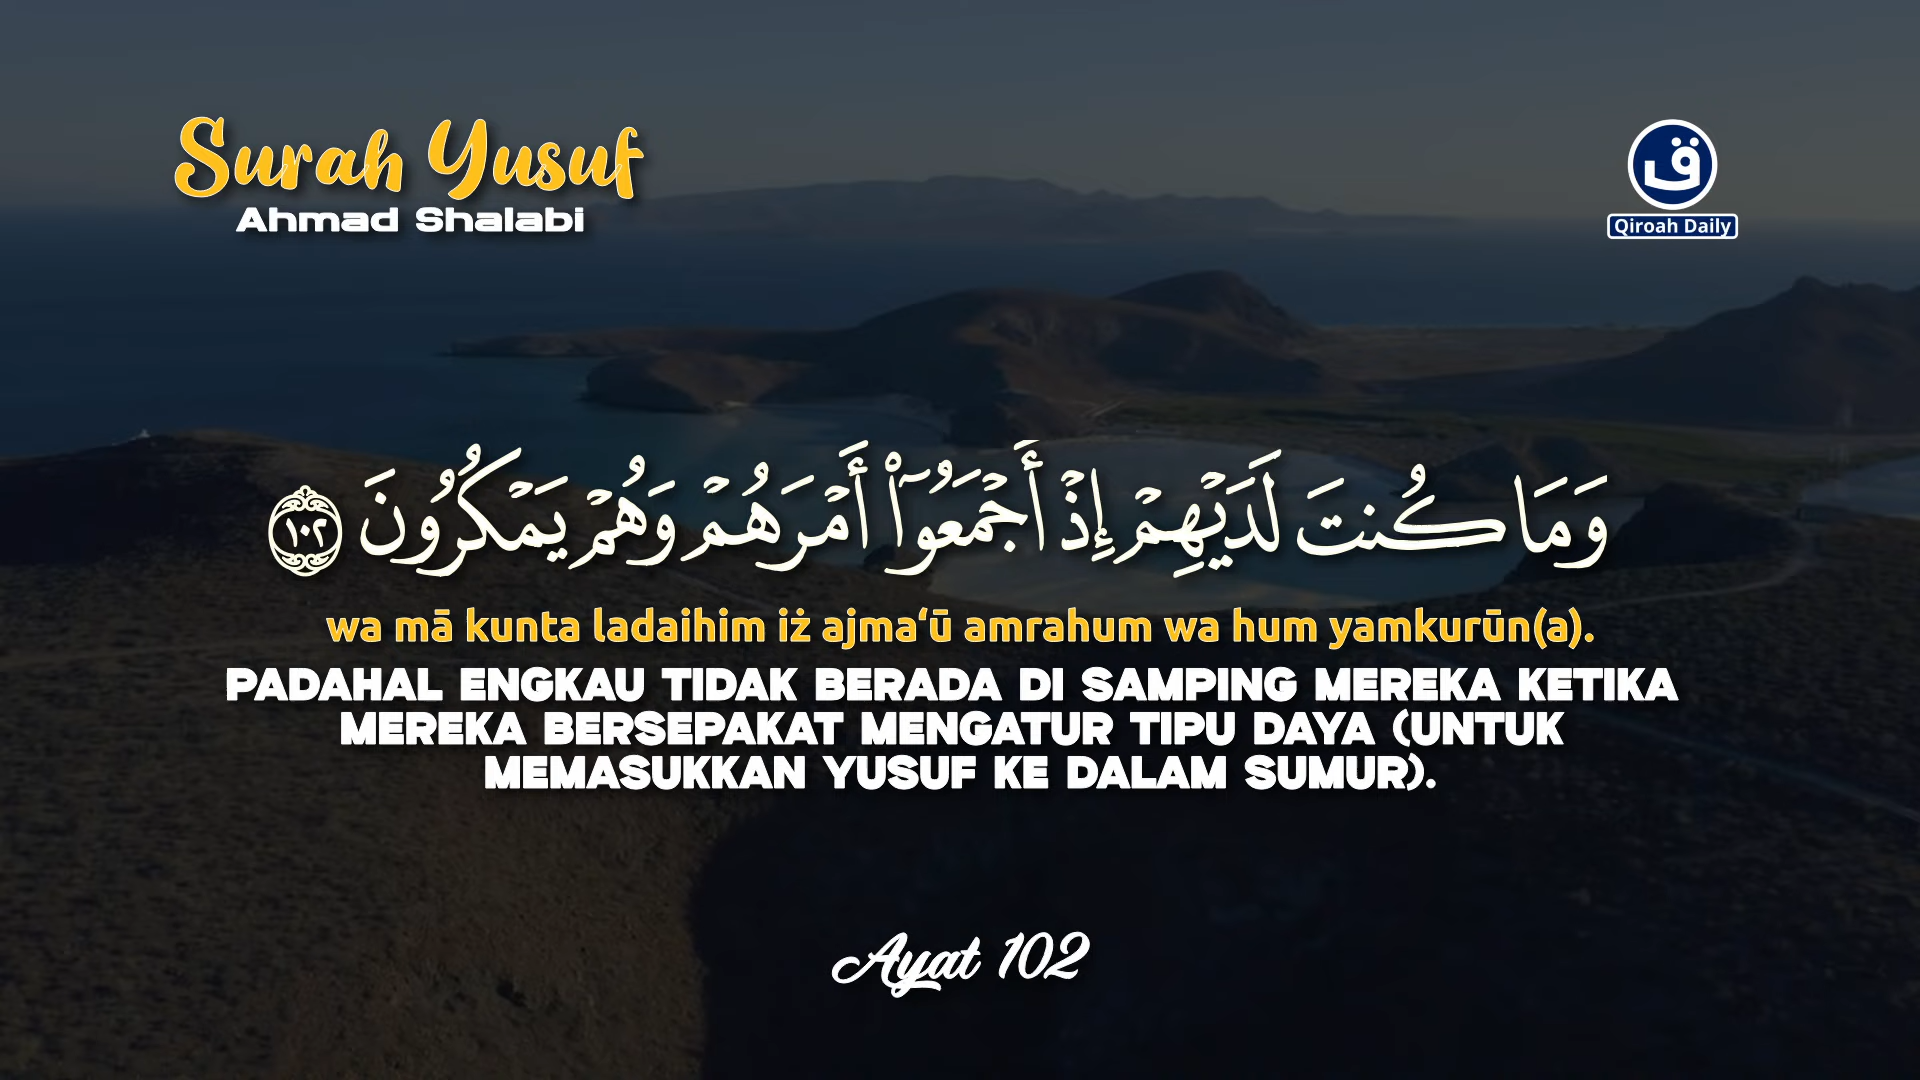 Surah Yusuf
Ahmad Shalabi
ق
Qiroah Daily
وَمَا كُنتَ لَدَيْهِمْ إِذْ أَجْمَعُوٓا۟ أَمْرَهُمْ وَهُمْ يَمْكُرُونَ ١٠٢
wa mā kunta ladaihim iż ajma‘ū amrahum wa hum yamkurūn(a).
PADAHAL ENGKAU TIDAK BERADA DI SAMPING MEREKA KETIKA
MEREKA BERSEPAKAT MENGATUR TIPU DAYA (UNTUK
MEMASUKKAN YUSUF KE DALAM SUMUR).
Ayat 102